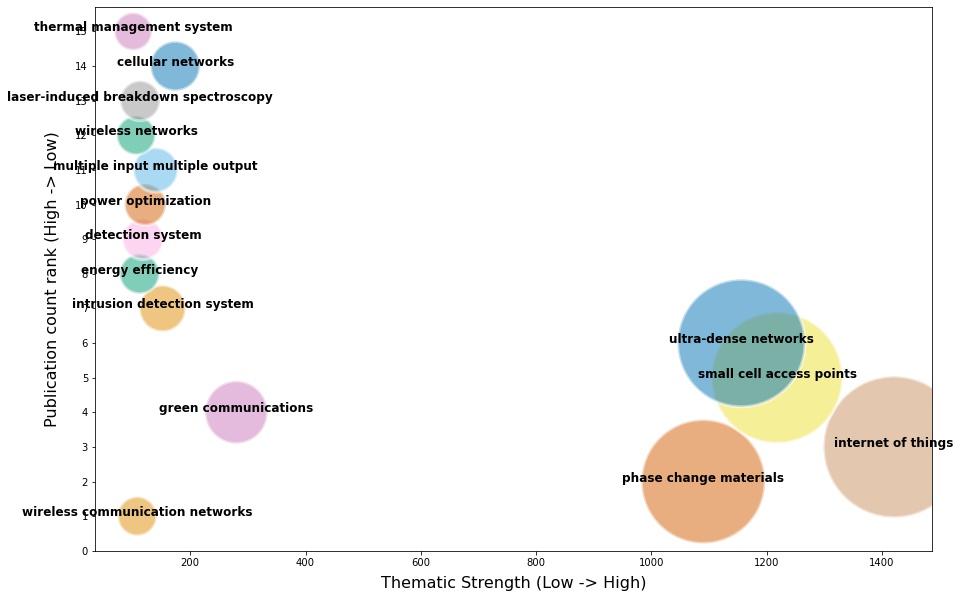 thermal management system
15
cellular networks
14
laser-induced breakdown spectroscopy
13
wireless networks
12
multiple input multiple output
11
power optimization
10
detection system
9
energy efficiency
8
intrusion detection system
7
ultra-dense networks
6
small cell access points
5
green communications
4
internet of things
3
phase change materials
2
wireless communication networks
1
0
Publication count rank (High -> Low)
200 400 600 800 1000 1200 1400
Thematic Strength (Low -> High)